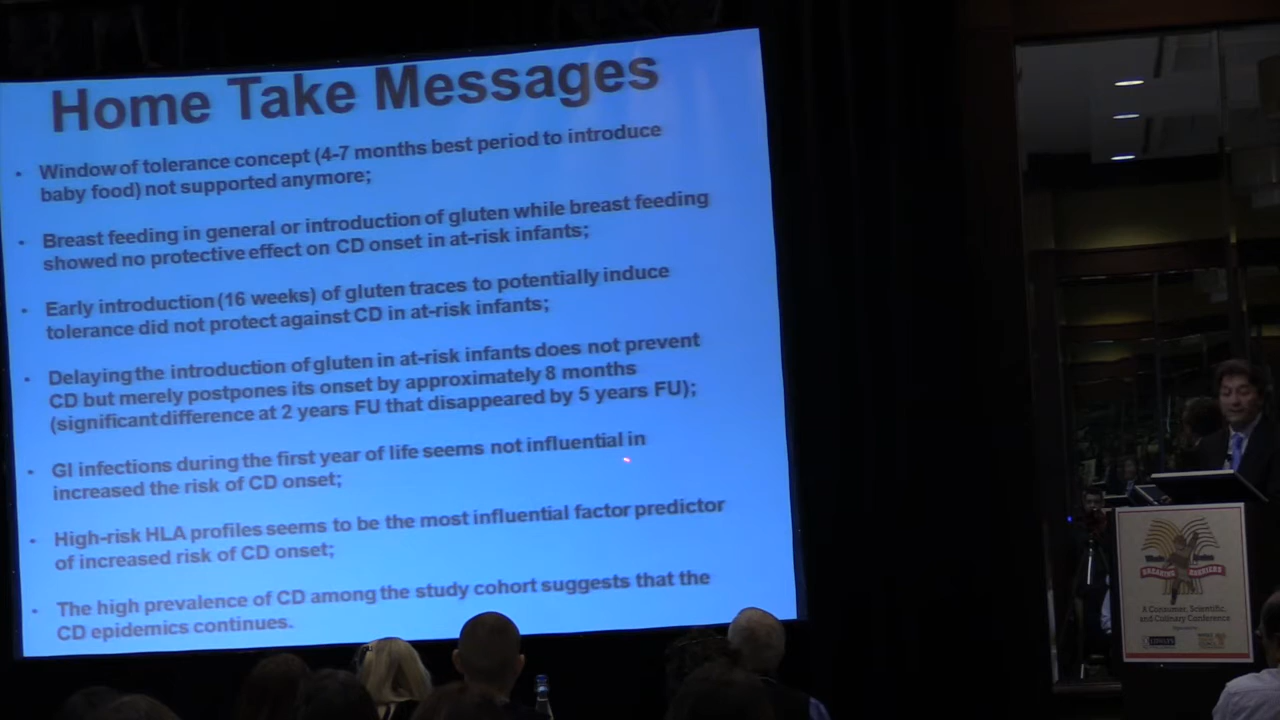 Home Take Messages
• Window of tolerance concept (4-7 months best period to introduce
baby food) not supported anymore;
• Breast feeding in general or introduction of gluten while breast feeding
showed no protective effect on CD onset in at-risk infants;
• Early introduction (16 weeks) of gluten traces to potentially induce
tolerance did not protect against CD in at-risk infants;
• Delaying the introduction of gluten in at-risk infants does not prevent
CD but merely postpones its onset by approximately 8 months
(significant difference at 2 years FU that disappeared by 5 years FU);
• GI infections during the first year of life seems not influential in
increased the risk of CD onset;
• High-risk HLA profiles seems to be the most influential factor predictor
of increased risk of CD onset;
• The high prevalence of CD among the study cohort suggests that the
CD epidemics continues.
A Consumer, Scientific,
and Culinary Conference